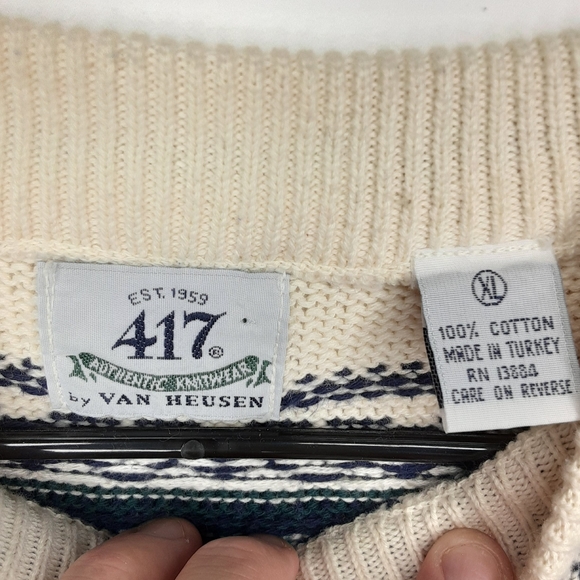 EST. 1959
417®
AUTHENTIC KNITWEAR
by VAN HEUSEN
XL
100% COTTON
MADE IN TURKEY
RN 13884
CARE ON REVERSE